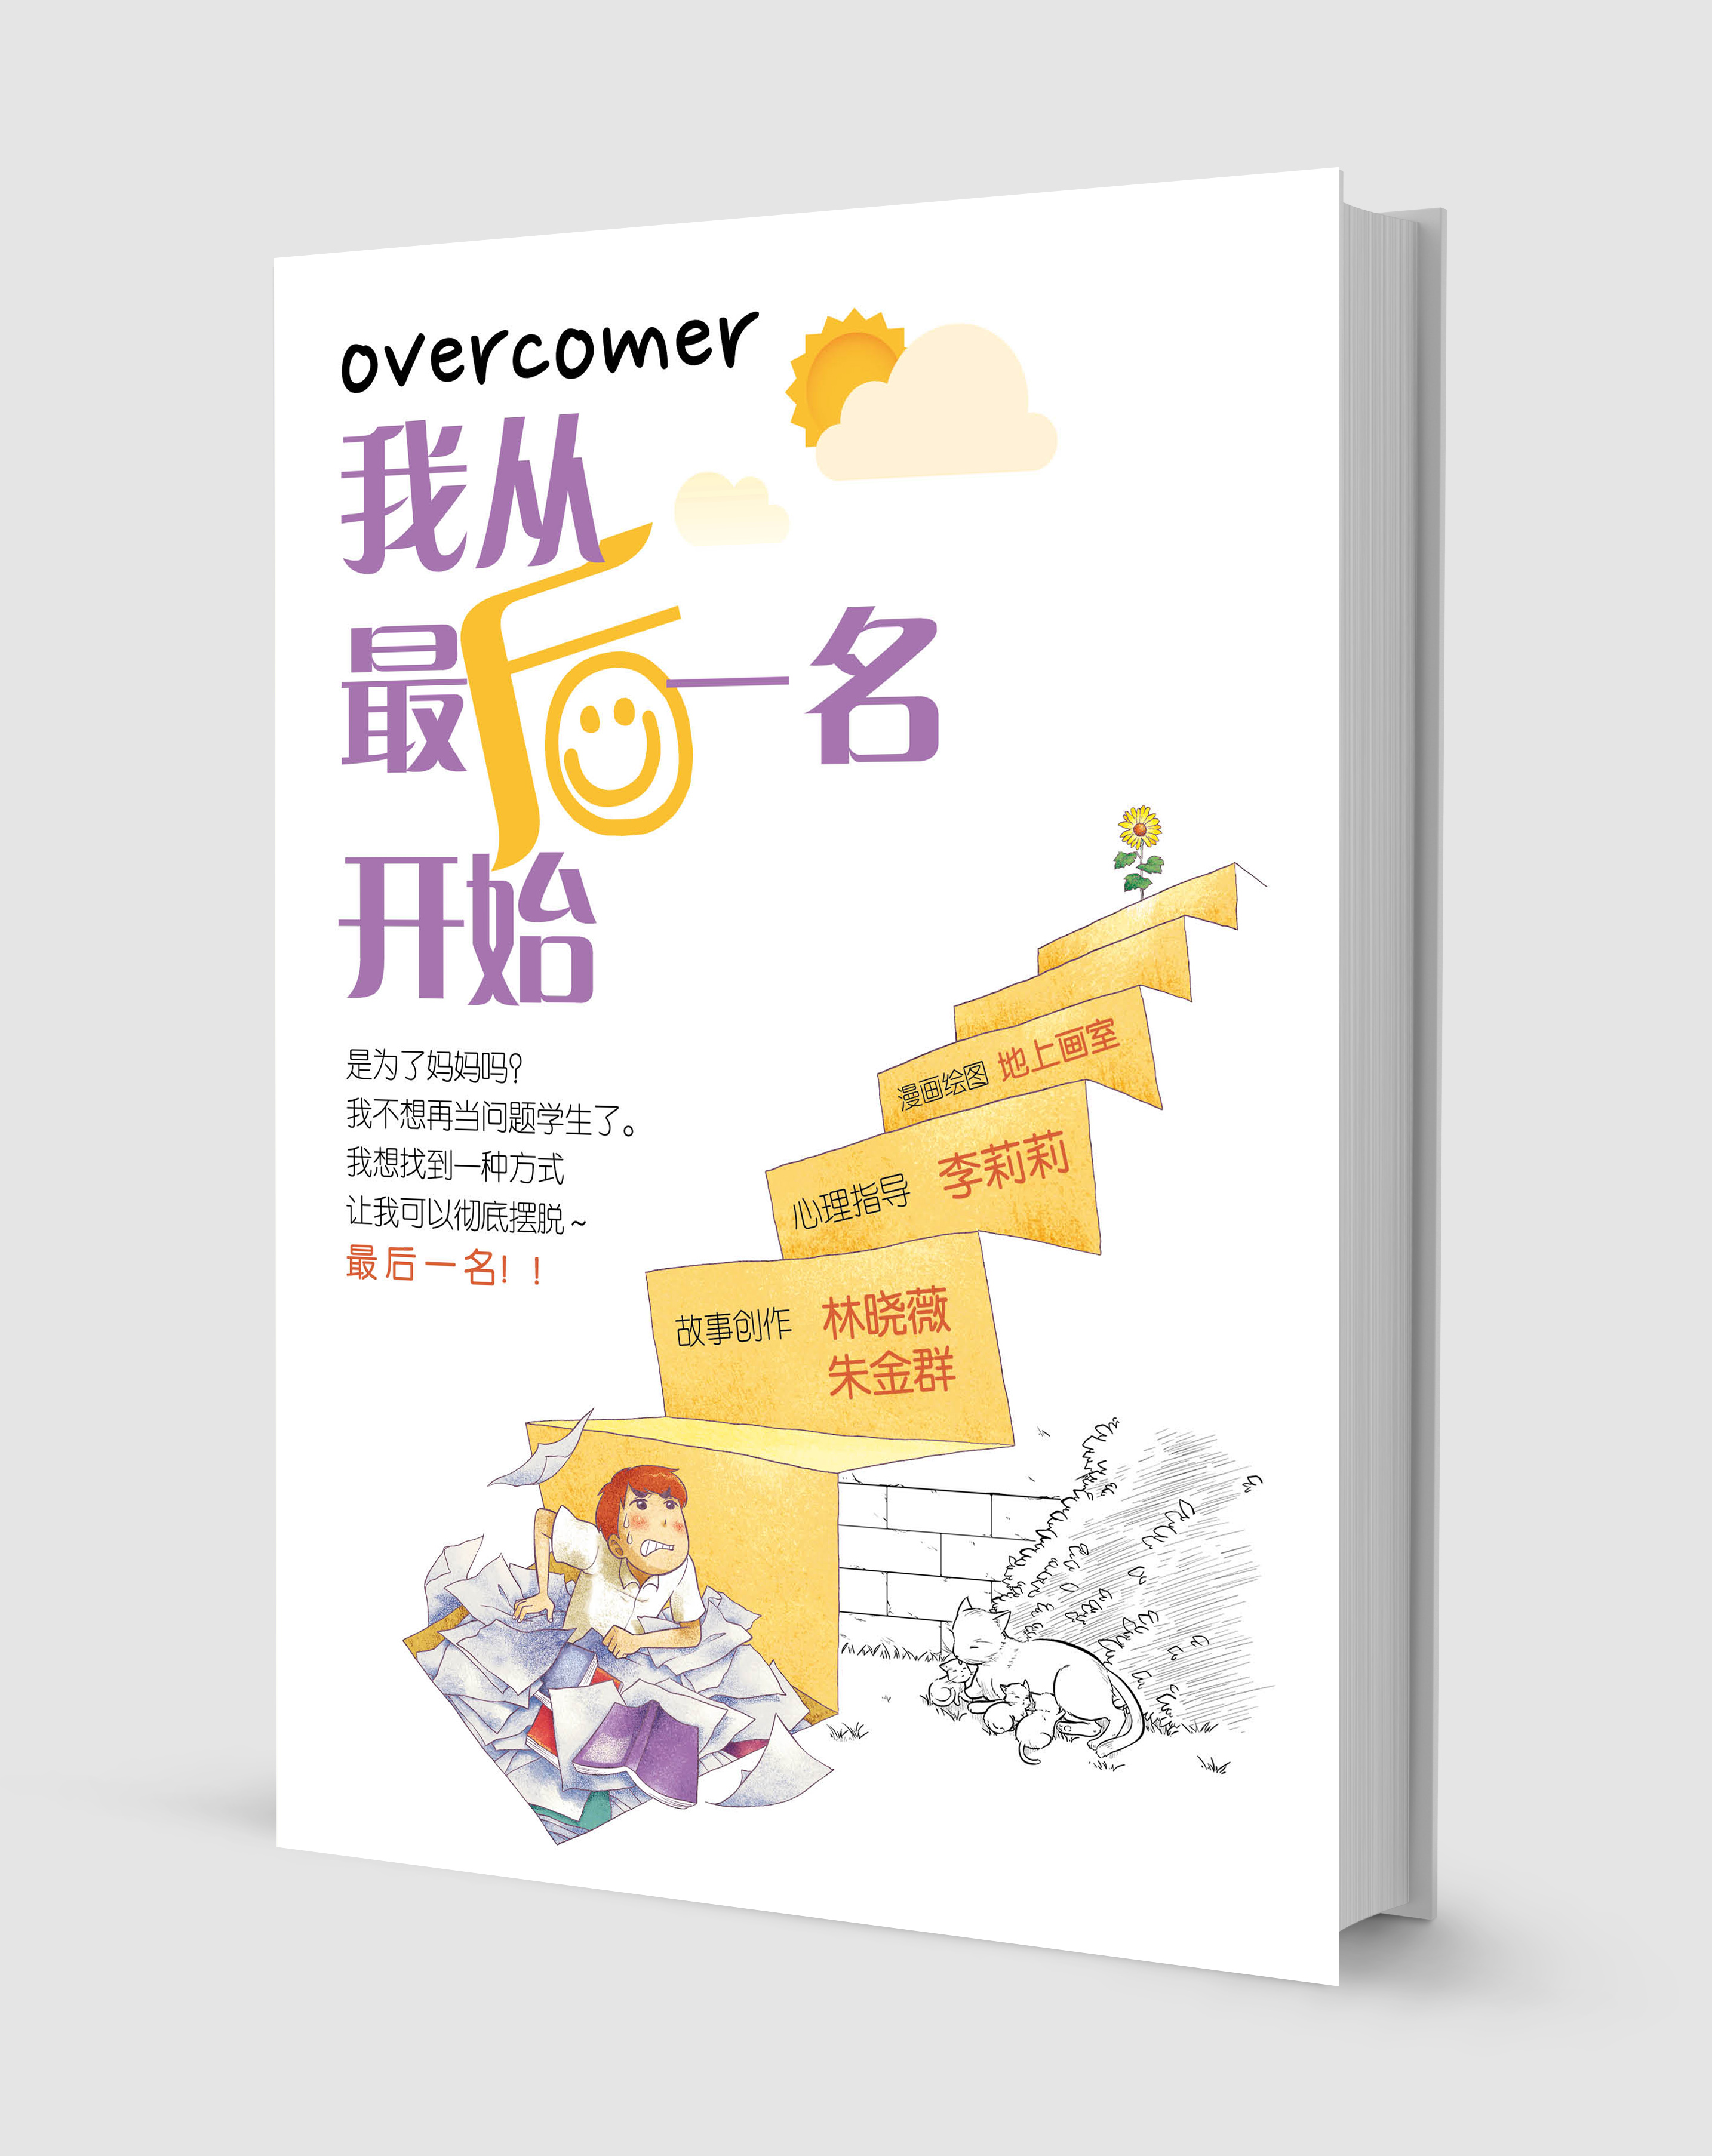 overcomer
我从
最后一名
开始
是为了妈妈吗？
我不想再当问题学生了。
我想找到一种方式
让我可以彻底摆脱~
最后一名！！
漫画绘图 地上画室
心理指导 李莉莉
故事创作 林晓薇
朱金群